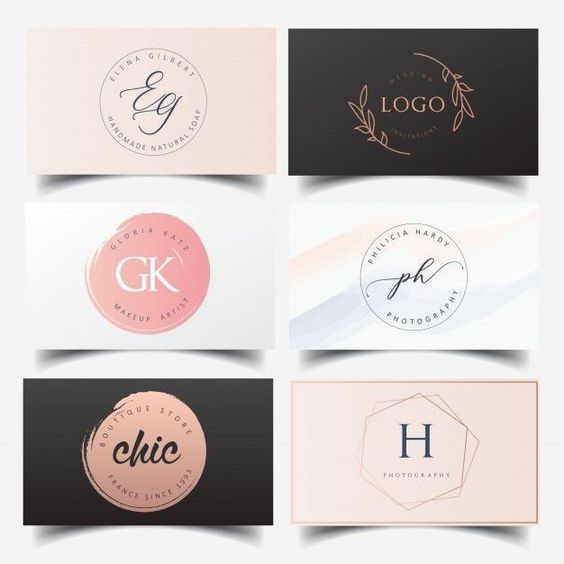 ELENA GILBERT
Eg
HANDMADE NATURAL SOAP
WEDDING
LOGO
INVITATIONS
GLORIA KATZ
GK
MAKEUP ARTIST
PHILICIA HARDY
ph
PHOTOGRAPHY
BOUTIQUE STORE
chic
FRANCE SINCE 1993
H
PHOTOGRAPHY